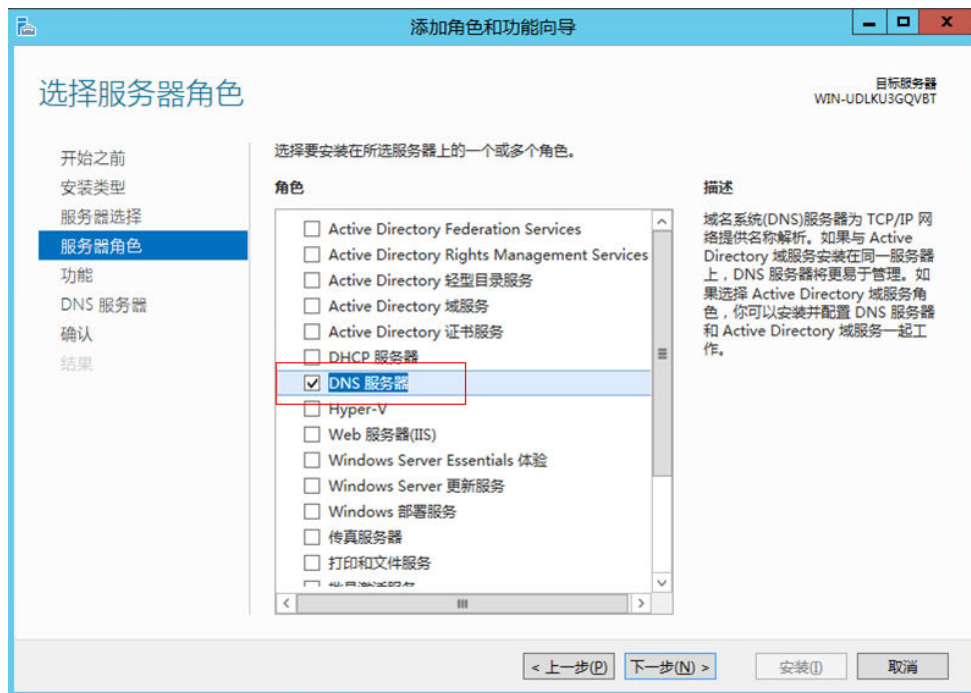 添加角色和功能向导
选择服务器角色
目标服务器
WIN-UDLKU3GQVBT
开始之前
安装类型
服务器选择
服务器角色
功能
DNS 服务器
确认
结果
选择要安装在所选服务器上的一个或多个角色。
角色
Active Directory Federation Services
Active Directory Rights Management Services
Active Directory 轻型目录服务
Active Directory 域服务
Active Directory 证书服务
DHCP 服务器
DNS 服务器
Hyper-V
Web 服务器(IIS)
Windows Server Essentials 体验
Windows Server 更新服务
Windows 部署服务
传真服务器
打印和文件服务
批量激活服务
描述
域名系统(DNS)服务器为 TCP/IP 网
络提供名称解析。如果与 Active
Directory 域服务安装在同一服务器
上，DNS 服务器将更易于管理。如
果选择 Active Directory 域服务角
色，你可以安装并配置 DNS 服务器
和 Active Directory 域服务一起工
作。
< 上一步(P)
下一步(N) >
安装(I)
取消